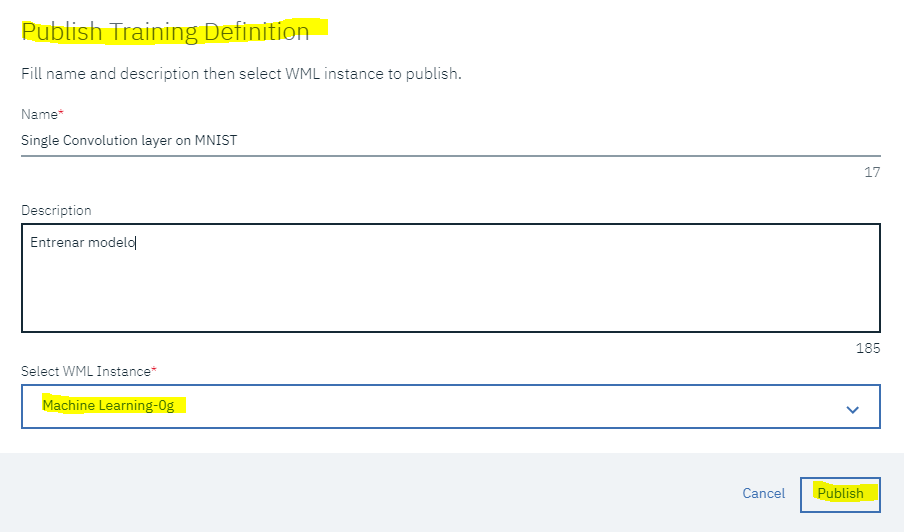 Publish Training Definition
Fill name and description then select WML instance to publish.
Name*
Single Convolution layer on MNIST
17
Description
Entrenar modelo
185
Select WML Instance*
Machine Learning-0g
Cancel Publish